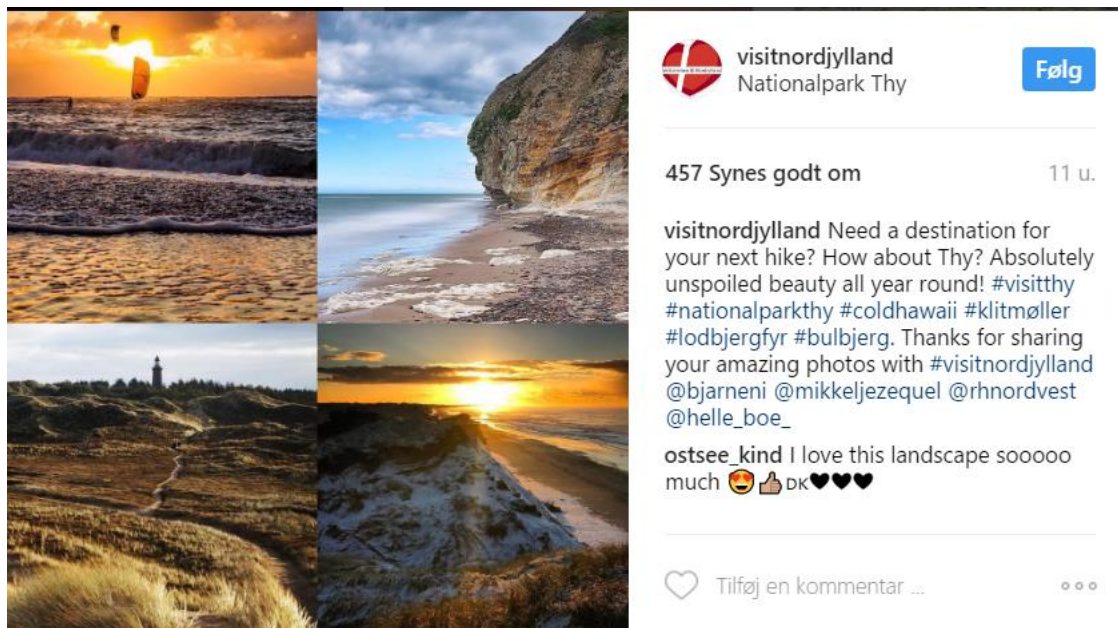 visitnordjylland
Nationalpark Thy
Følg
457 Synes godt om
11 u.
visitnordjylland Need a destination for
your next hike? How about Thy? Absolutely
unspoiled beauty all year round! #visitthy
#nationalparkthy #coldhawaii #klitmøller
#lodbjergfyr #bulbjerg. Thanks for sharing
your amazing photos with #visitnordjylland
@bjarneni @mikkeljezequel @rhnordvest
@helle_boe_
ostsee_kind I love this landscape sooooo
much 😍👍🏽DK♥♥♥
Tilføj en kommentar ...